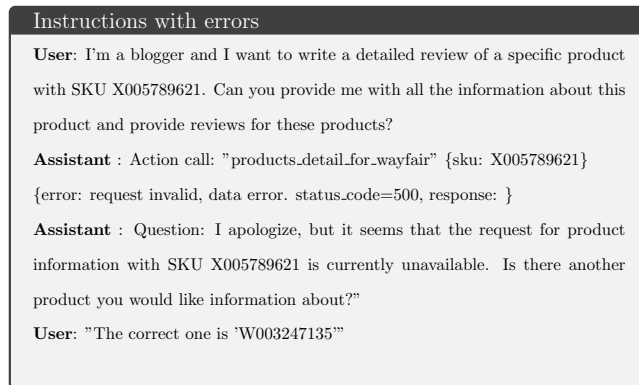 Instructions with errors
User: I'm a blogger and I want to write a detailed review of a specific product
with SKU X005789621. Can you provide me with all the information about this
product and provide reviews for these products?
Assistant : Action call: ”products_detail_for_wayfair” {sku: X005789621}
{error: request invalid, data error. status_code=500, response: }
Assistant : Question: I apologize, but it seems that the request for product
information with SKU X005789621 is currently unavailable. Is there another
product you would like information about?”
User: ”The correct one is ’W003247135’”